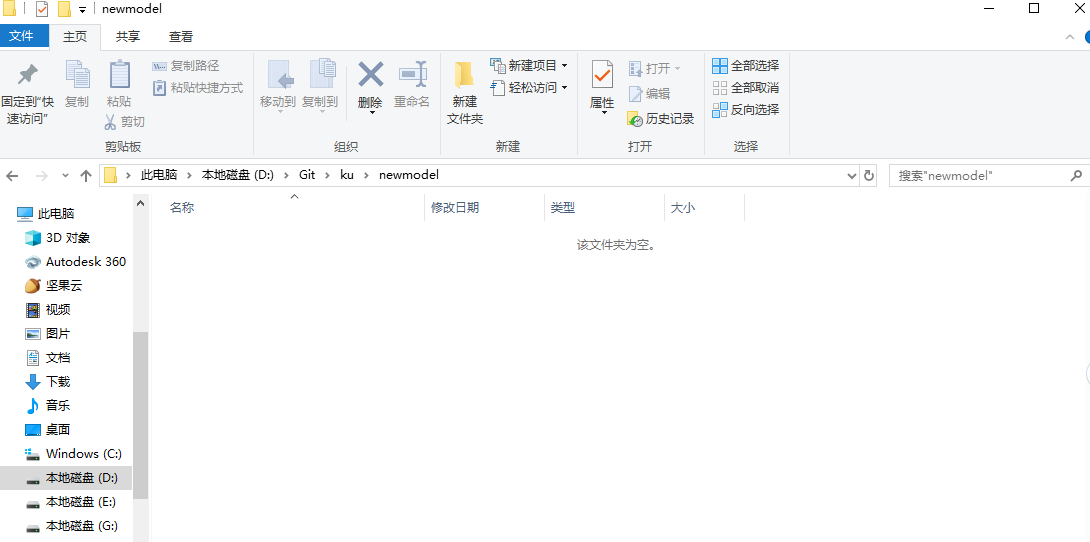 newmodel
文件 主页 共享 查看
固定到"快速访问"
复制
粘贴
复制路径
粘贴快捷方式
剪切
剪贴板
移动到
复制到
删除
重命名
组织
新建
文件夹
新建项目
轻松访问
新建
属性
打开
编辑
历史记录
打开
全部选择
全部取消
反向选择
选择
此电脑 本地磁盘 (D:) Git ku newmodel
搜索"newmodel"
名称 修改日期 类型 大小
该文件夹为空。
此电脑
3D 对象
Autodesk 360
坚果云
视频
图片
文档
下载
音乐
桌面
Windows (C:)
本地磁盘 (D:)
本地磁盘 (E:)
本地磁盘 (G:)